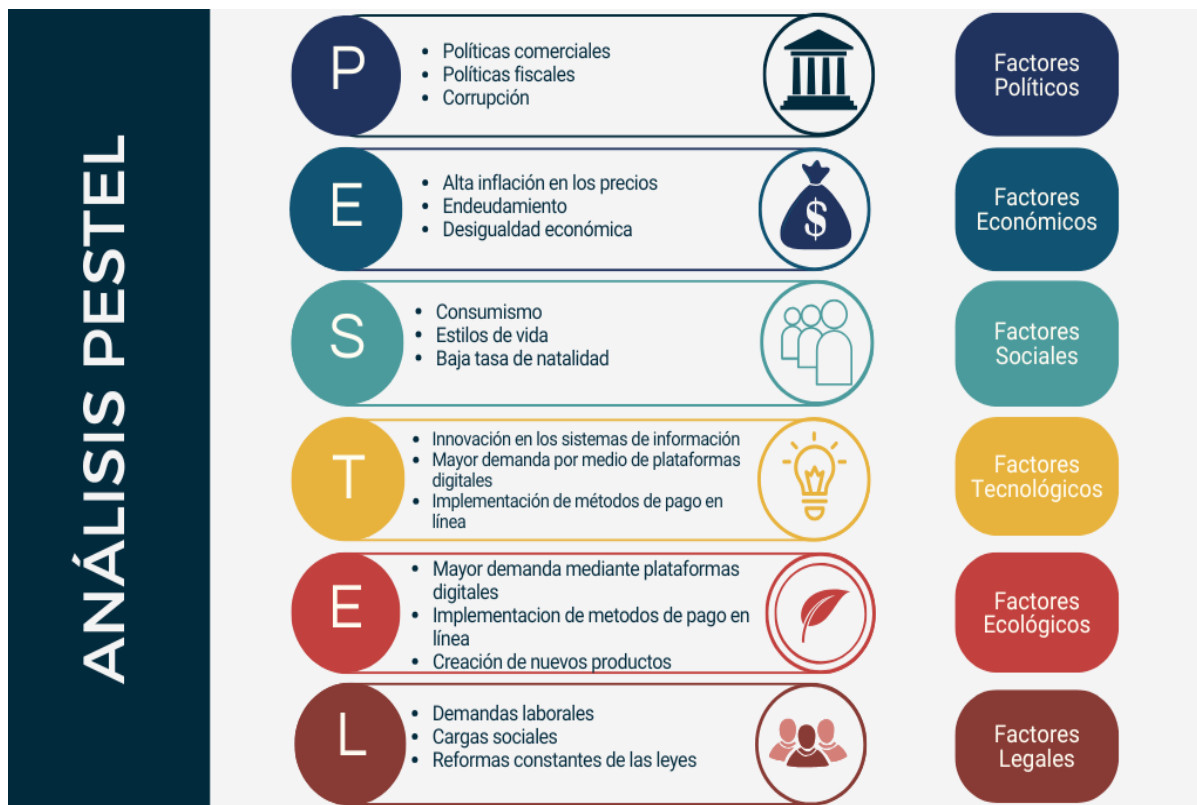 ANÁLISIS PESTEL
P
• Políticas comerciales
• Políticas fiscales
• Corrupción
Factores
Políticos
E
• Alta inflación en los precios
• Endeudamiento
• Desigualdad económica
$
Factores
Económicos
S
• Consumismo
• Estilos de vida
• Baja tasa de natalidad
Factores
Sociales
T
• Innovación en los sistemas de información
• Mayor demanda por medio de plataformas
digitales
• Implementación de métodos de pago en
línea
Factores
Tecnológicos
E
• Mayor demanda mediante plataformas
digitales
• Implementacion de metodos de pago en
línea
• Creación de nuevos productos
Factores
Ecológicos
L
• Demandas laborales
• Cargas sociales
• Reformas constantes de las leyes
Factores
Legales